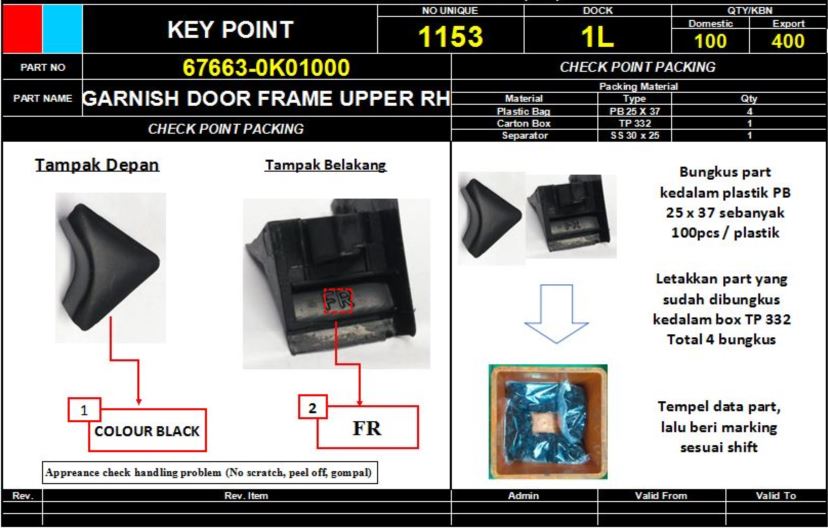 KEY POINT
NO UNIQUE
1153
DOCK
1L
QTY/KBN
Domestic
Export
100
400
PART NO
67663-0K01000
PART NAME
GARNISH DOOR FRAME UPPER RH
CHECK POINT PACKING
CHECK POINT PACKING
Packing Material
Material Type Qty
Plastic Bag PB 25 X 37 4
Carton Box TP 332 1
Separator SS 30 x 25 1
Tampak Depan
Tampak Belakang
FR
1
COLOUR BLACK
2
FR
Appreance check handling problem (No scratch, peel off, gompal)
Bungkus part
kedalam plastik PB
25 x 37 sebanyak
100pcs / plastik
Letakkan part yang
sudah dibungkus
kedalam box TP 332
Total 4 bungkus
Tempel data part,
lalu beri marking
sesuai shift
Rev. Rev. Item Admin Valid From Valid To